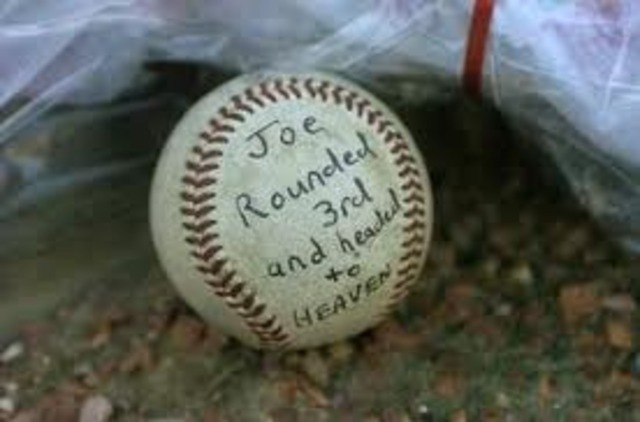 Joe
Rounded
3rd
and headed
to
HEAVEN